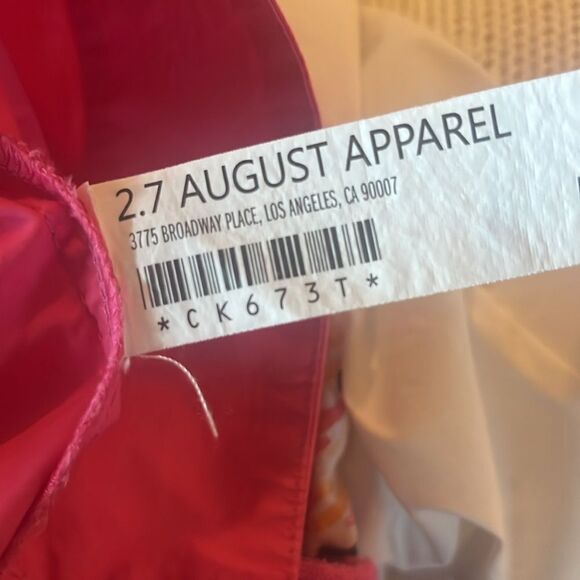 2.7 AUGUST APPAREL
3775 BROADWAY PLACE, LOS ANGELES, CA 90007
*CK673T*